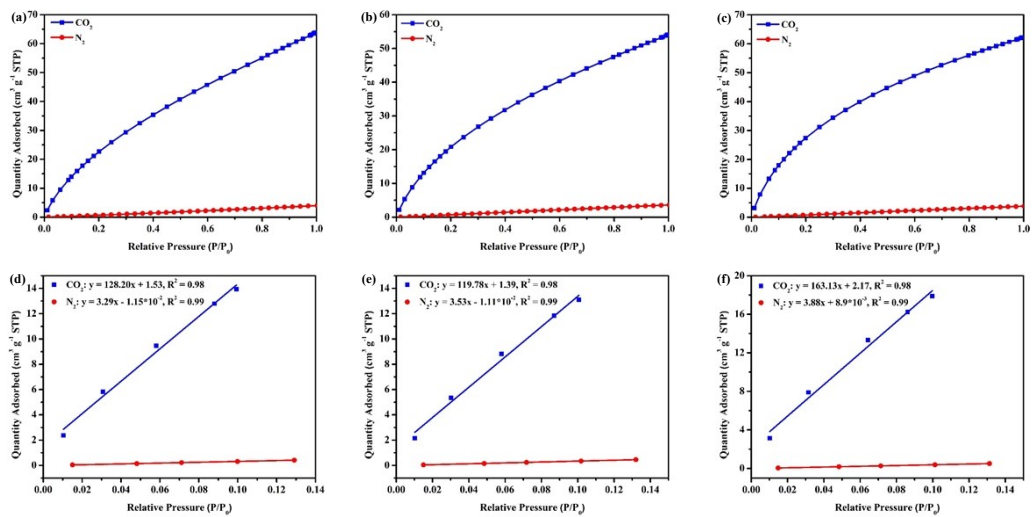 (a)
CO2
N2
Quantity Adsorbed (cm3 g-1 STP)
70
60
50
40
30
20
10
0
0.0 0.2 0.4 0.6 0.8 1.0
Relative Pressure (P/P0)
(b)
CO2
N2
Quantity Adsorbed (cm3 g-1 STP)
60
50
40
30
20
10
0
0.0 0.2 0.4 0.6 0.8 1.0
Relative Pressure (P/P0)
(c)
CO2
N2
Quantity Adsorbed (cm3 g-1 STP)
70
60
50
40
30
20
10
0
0.0 0.2 0.4 0.6 0.8 1.0
Relative Pressure (P/P0)
(d)
CO2: y = 128.20x + 1.53, R2 = 0.98
N2: y = 3.29x - 1.15*10-2, R2 = 0.99
Quantity Adsorbed (cm3 g-1 STP)
14
12
10
8
6
4
2
0
0.00 0.02 0.04 0.06 0.08 0.10 0.12 0.14
Relative Pressure (P/P0)
(e)
CO2: y = 119.78x + 1.39, R2 = 0.98
N2: y = 3.53x - 1.11*10-2, R2 = 0.99
Quantity Adsorbed (cm3 g-1 STP)
14
12
10
8
6
4
2
0
0.00 0.02 0.04 0.06 0.08 0.10 0.12 0.14
Relative Pressure (P/P0)
(f)
CO2: y = 163.13x + 2.17, R2 = 0.98
N2: y = 3.88x + 8.9*10-3, R2 = 0.99
Quantity Adsorbed (cm3 g-1 STP)
20
16
12
8
4
0
0.00 0.02 0.04 0.06 0.08 0.10 0.12 0.14
Relative Pressure (P/P0)